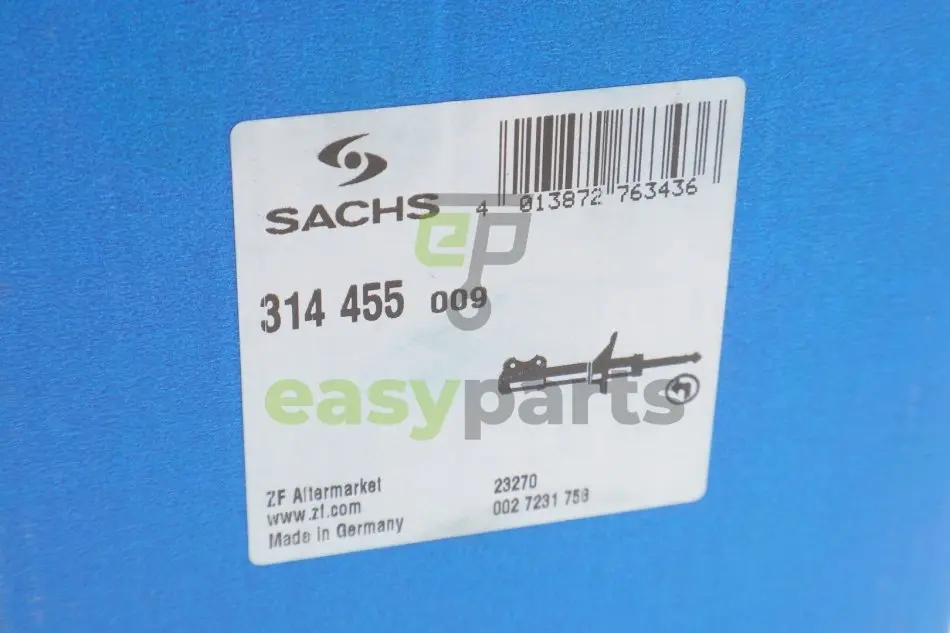 SACHS
4 013872 763436
314 455 009
ep
easyparts
ZF Aftermarket
www.zf.com
Made in Germany
23270
002 7231 758